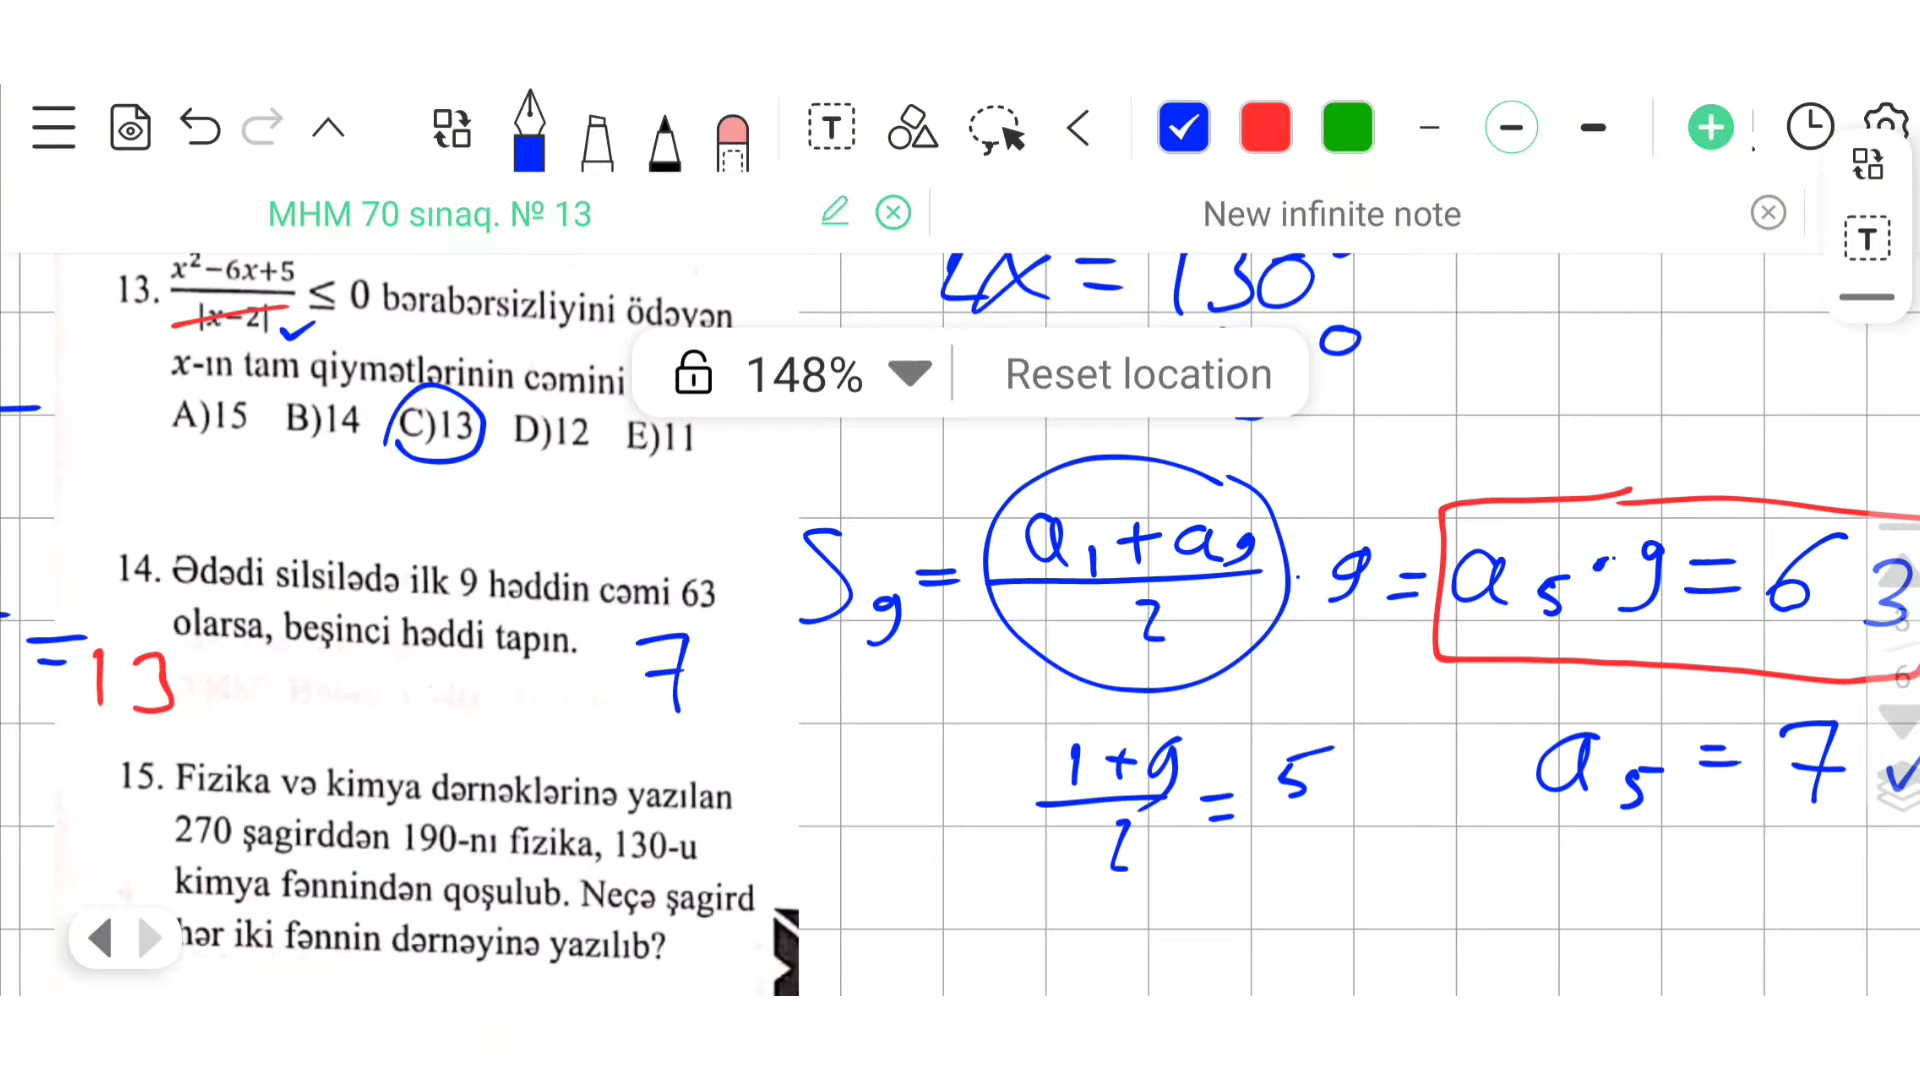 T
MHM 70 sınaq. № 13
New infinite note
T
13. x²−6x+5 / |x−2| ≤ 0 bərabərsizliyini ödəyən
x-ın tam qiymətlərinin cəmini
A)15 B)14 C)13 D)12 E)11
148%
Reset location
2x = 130°
0
14. Ədədi silsilədə ilk 9 həddin cəmi 63
olarsa, beşinci həddi tapın. 7
= 13
S₉ = (a₁ + a₉)/2 · 9 = a₅ · 9 = 63
(1+9)/2 = 5
a₅ = 7
15. Fizika və kimya dərnəklərinə yazılan
270 şagirddən 190-nı fizika, 130-u
kimya fənnindən qoşulub. Neçə şagird
hər iki fənnin dərnəyinə yazılıb?